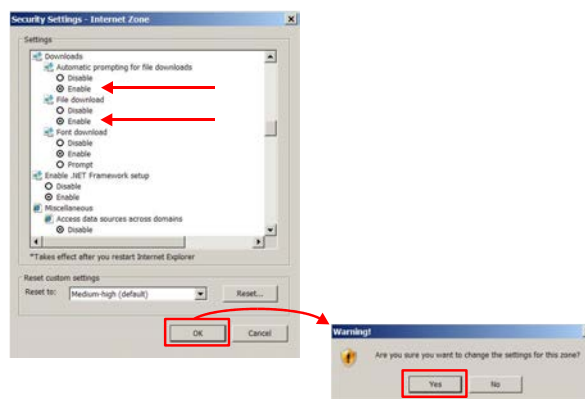 Security Settings - Internet Zone
Settings
Downloads
Automatic prompting for file downloads
Disable
Enable
File download
Disable
Enable
Font download
Disable
Enable
Prompt
Enable .NET Framework setup
Disable
Enable
Miscellaneous
Access data sources across domains
Disable
*Takes effect after you restart Internet Explorer
Reset custom settings
Reset to: Medium-high (default) Reset...
OK Cancel
Warning!
Are you sure you want to change the settings for this zone?
Yes No